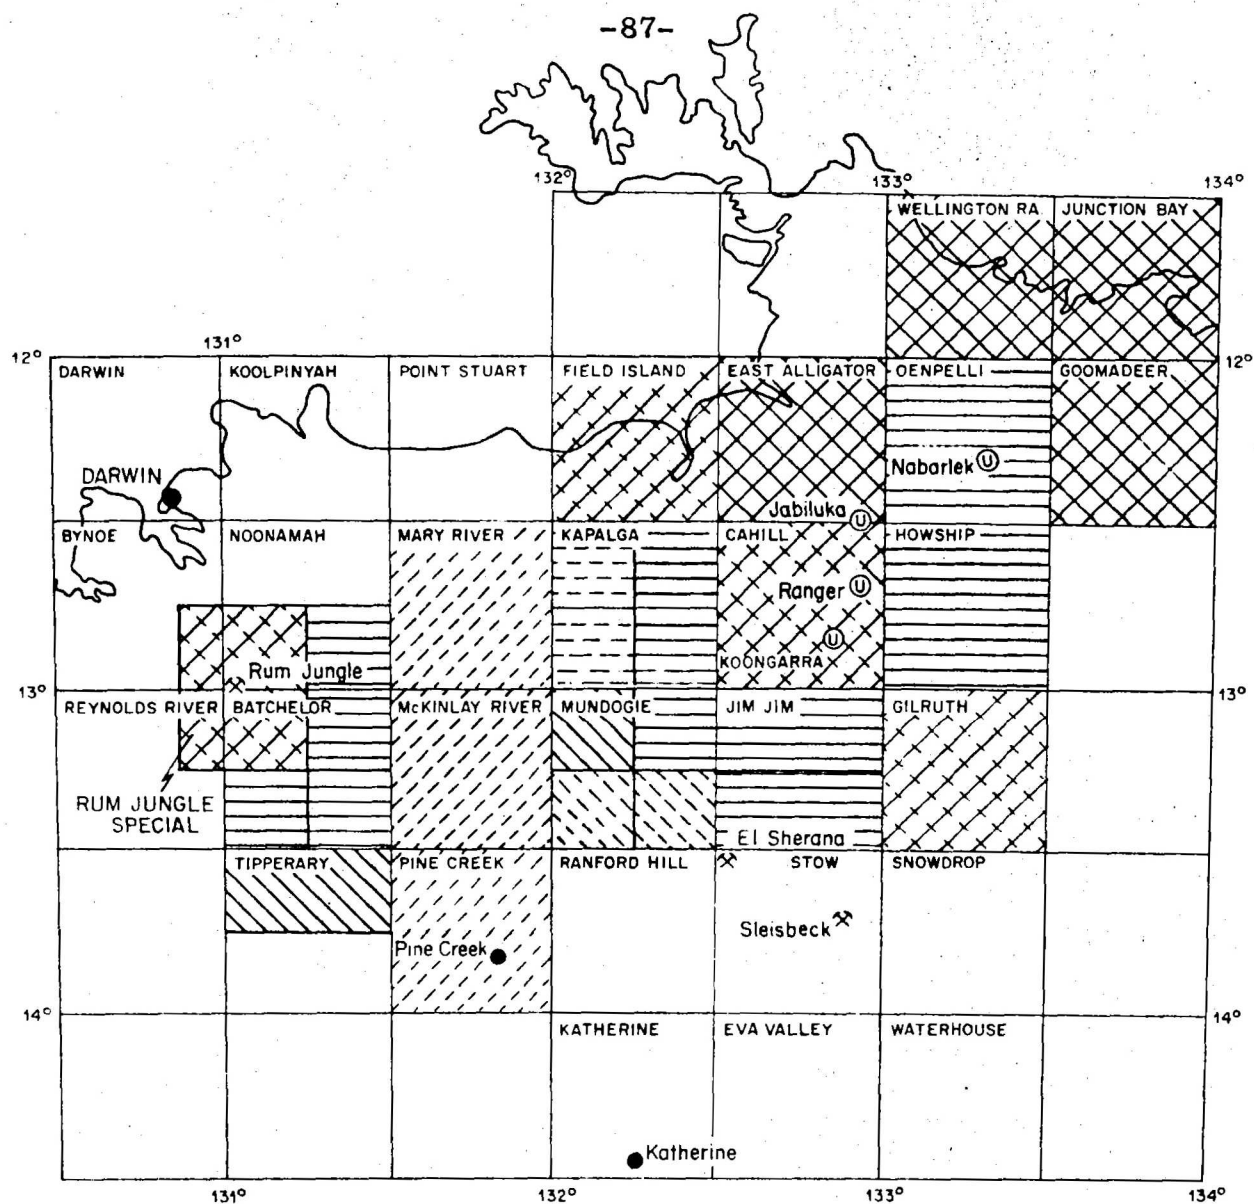 -87-
132°
133°
134°
WELLINGTON RA.
JUNCTION BAY
131°
12°
12°
DARWIN
KOOLPINYAH
POINT STUART
FIELD ISLAND
EAST ALLIGATOR
OENPELLI
GOOMADEER
Nabarlek U
DARWIN
Jabiluka U
BYNOE
NOONAMAH
MARY RIVER
KAPALGA
CAHILL
HOWSHIP
Ranger U
U
KOONGARRA
Rum Jungle
13°
13°
REYNOLDS RIVER
BATCHELOR
McKINLAY RIVER
MUNDOGIE
JIM JIM
GILRUTH
RUM JUNGLE
SPECIAL
El Sherana
TIPPERARY
PINE CREEK
RANFORD HILL
STOW
SNOWDROP
Sleisbeck
Pine Creek
14°
14°
KATHERINE
EVA VALLEY
WATERHOUSE
Katherine
131°
132°
133°
134°